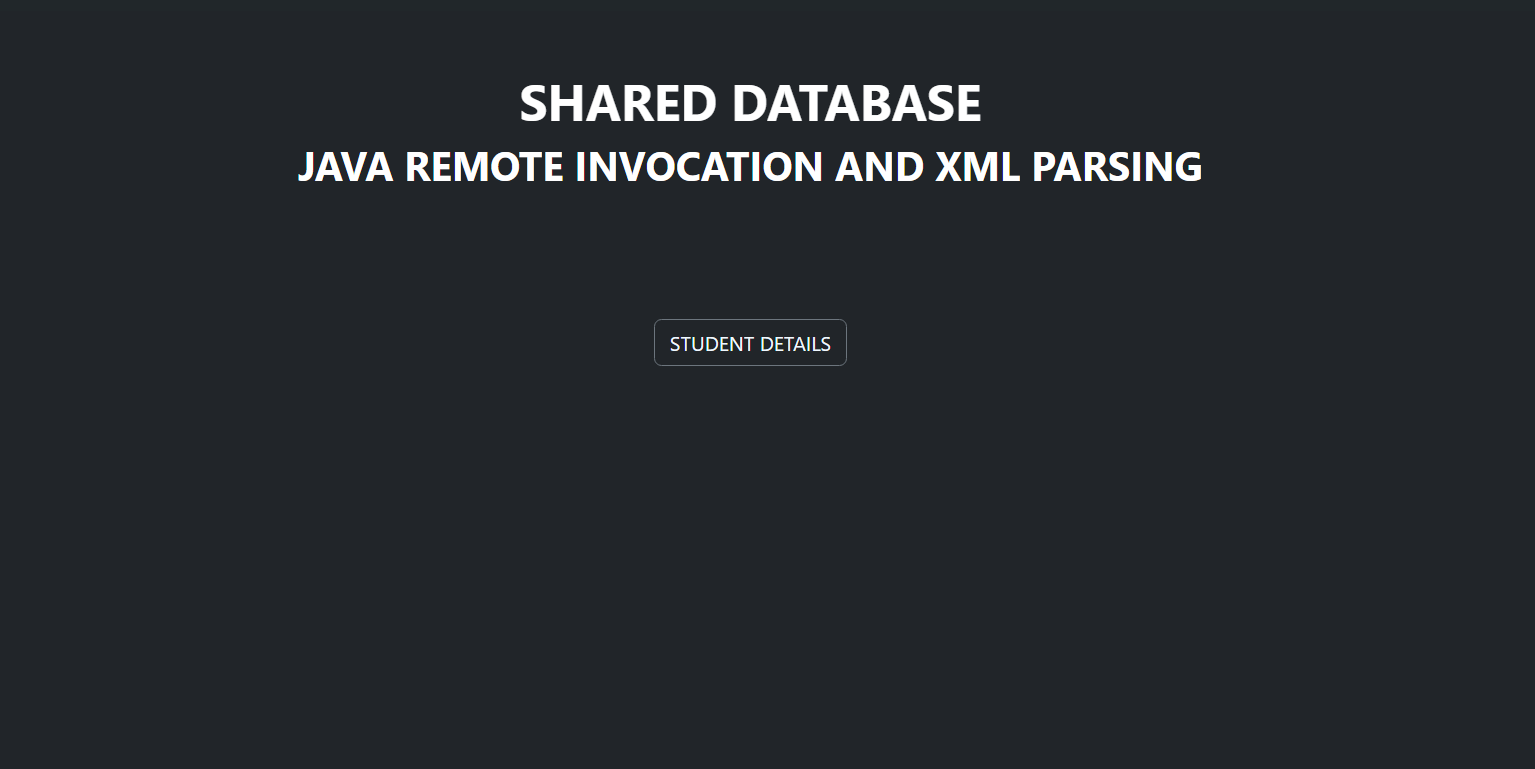 SHARED DATABASE
JAVA REMOTE INVOCATION AND XML PARSING
STUDENT DETAILS